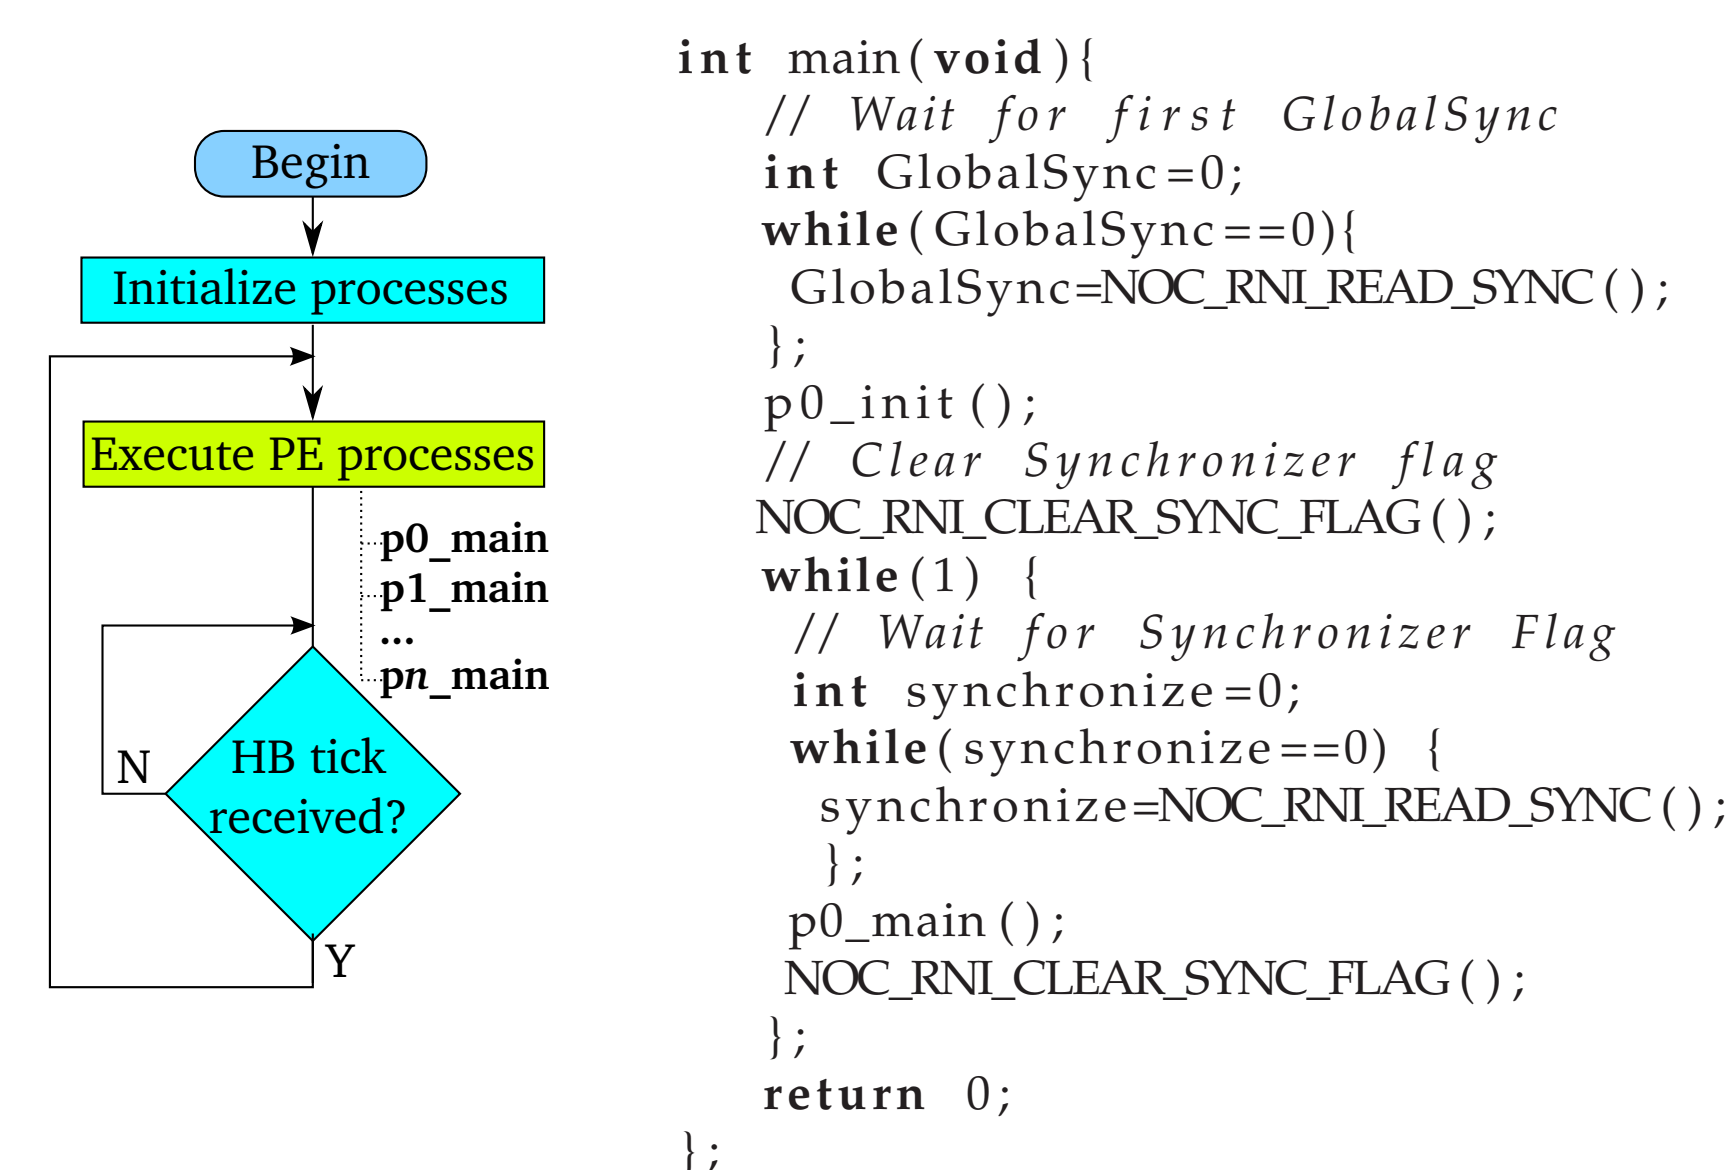 Begin
Initialize processes
Execute PE processes
p0_main
p1_main
...
pn_main
HB tick
received?
N
Y
int main(void){
// Wait for first GlobalSync
int GlobalSync=0;
while(GlobalSync==0){
GlobalSync=NOC_RNI_READ_SYNC();
};
p0_init();
// Clear Synchronizer flag
NOC_RNI_CLEAR_SYNC_FLAG();
while(1) {
// Wait for Synchronizer Flag
int synchronize=0;
while(synchronize==0) {
synchronize=NOC_RNI_READ_SYNC();
};
p0_main();
NOC_RNI_CLEAR_SYNC_FLAG();
};
return 0;
};